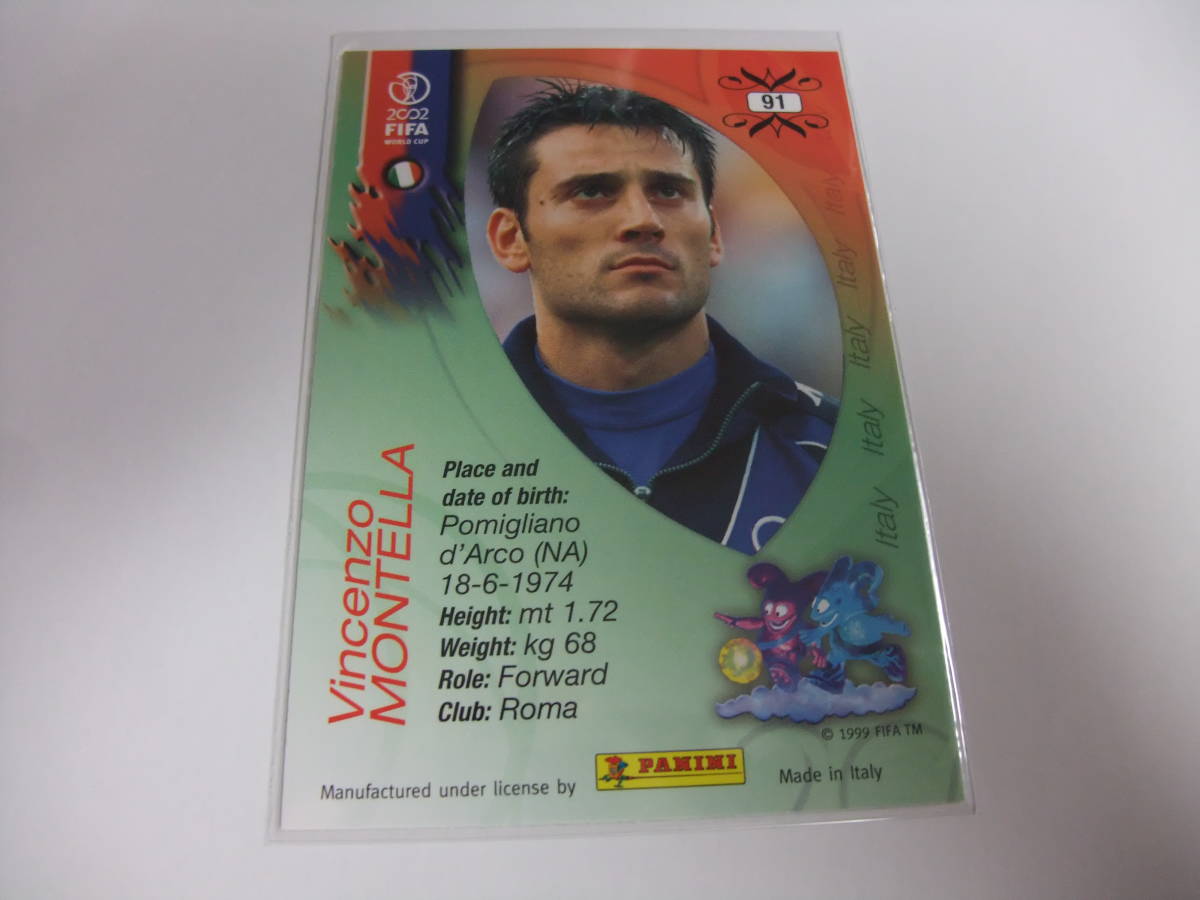 2002
FIFA
WORLD CUP
91
Italy
Italy
Italy
Italy
Italy
Vincenzo
MONTELLA
Place and
date of birth:
Pomigliano
d'Arco (NA)
18-6-1974
Height: mt 1.72
Weight: kg 68
Role: Forward
Club: Roma
© 1999 FIFA TM
Manufactured under license by
PANINI
Made in Italy